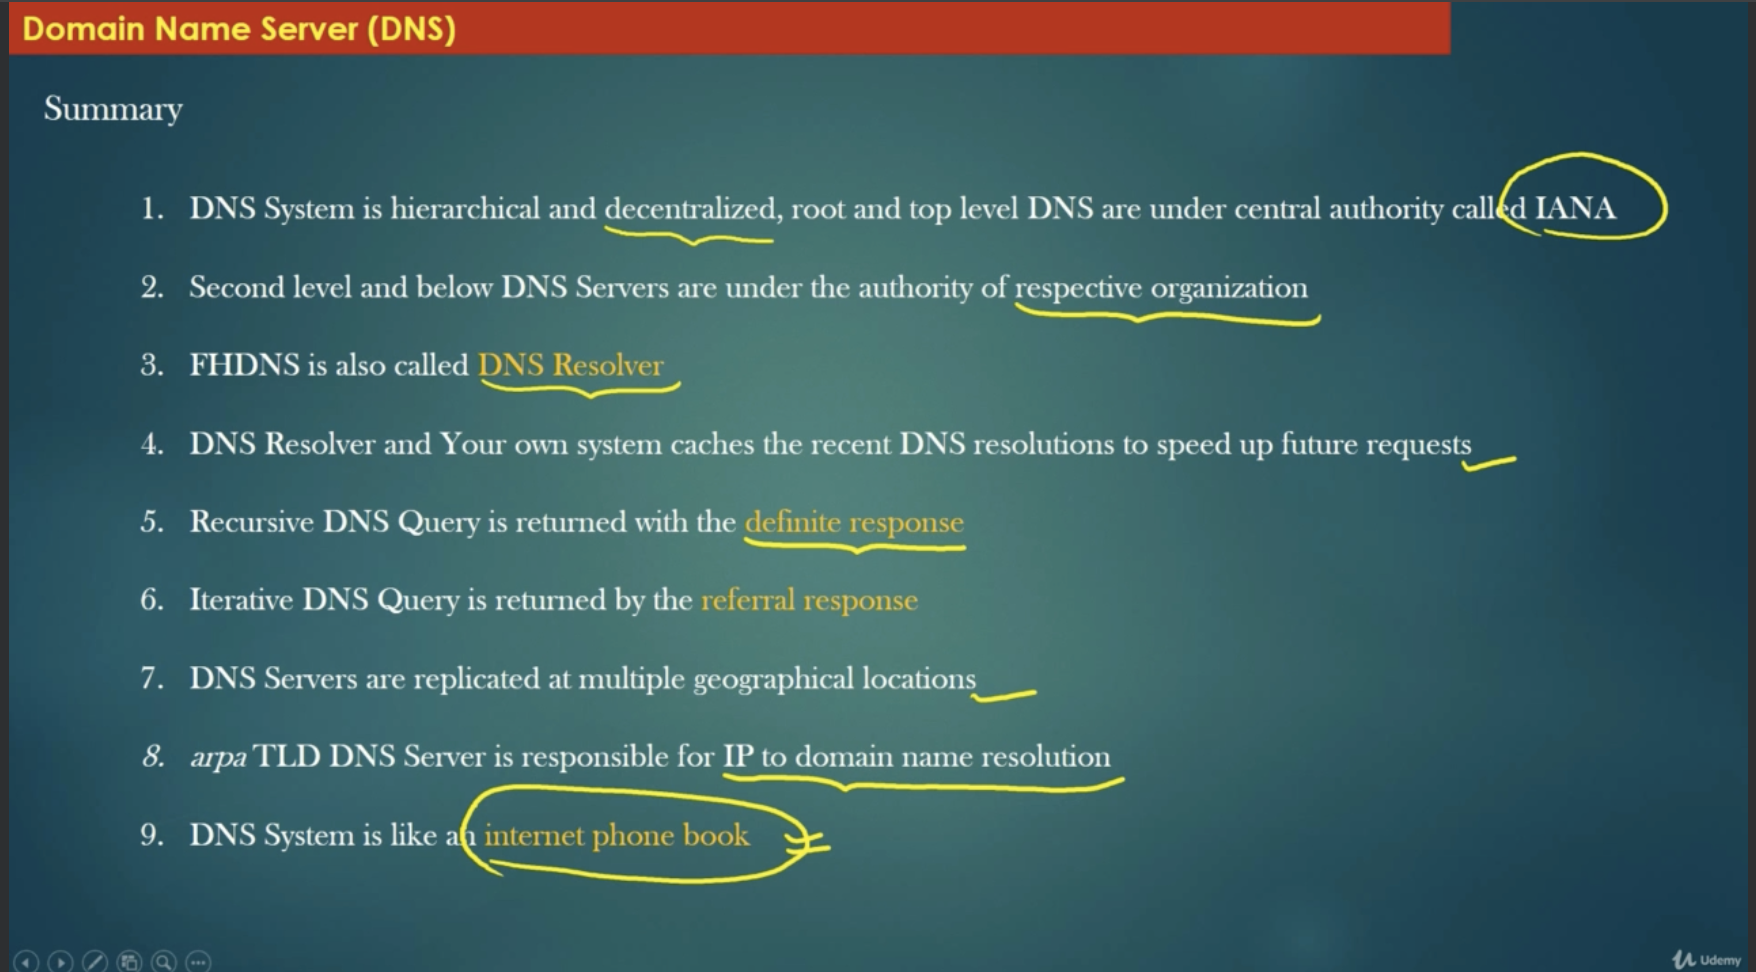 Domain Name Server (DNS)
Summary
1. DNS System is hierarchical and decentralized, root and top level DNS are under central authority called IANA
2. Second level and below DNS Servers are under the authority of respective organization
3. FHDNS is also called DNS Resolver
4. DNS Resolver and Your own system caches the recent DNS resolutions to speed up future requests
5. Recursive DNS Query is returned with the definite response
6. Iterative DNS Query is returned by the referral response
7. DNS Servers are replicated at multiple geographical locations
8. arpa TLD DNS Server is responsible for IP to domain name resolution
9. DNS System is like an internet phone book
Udemy